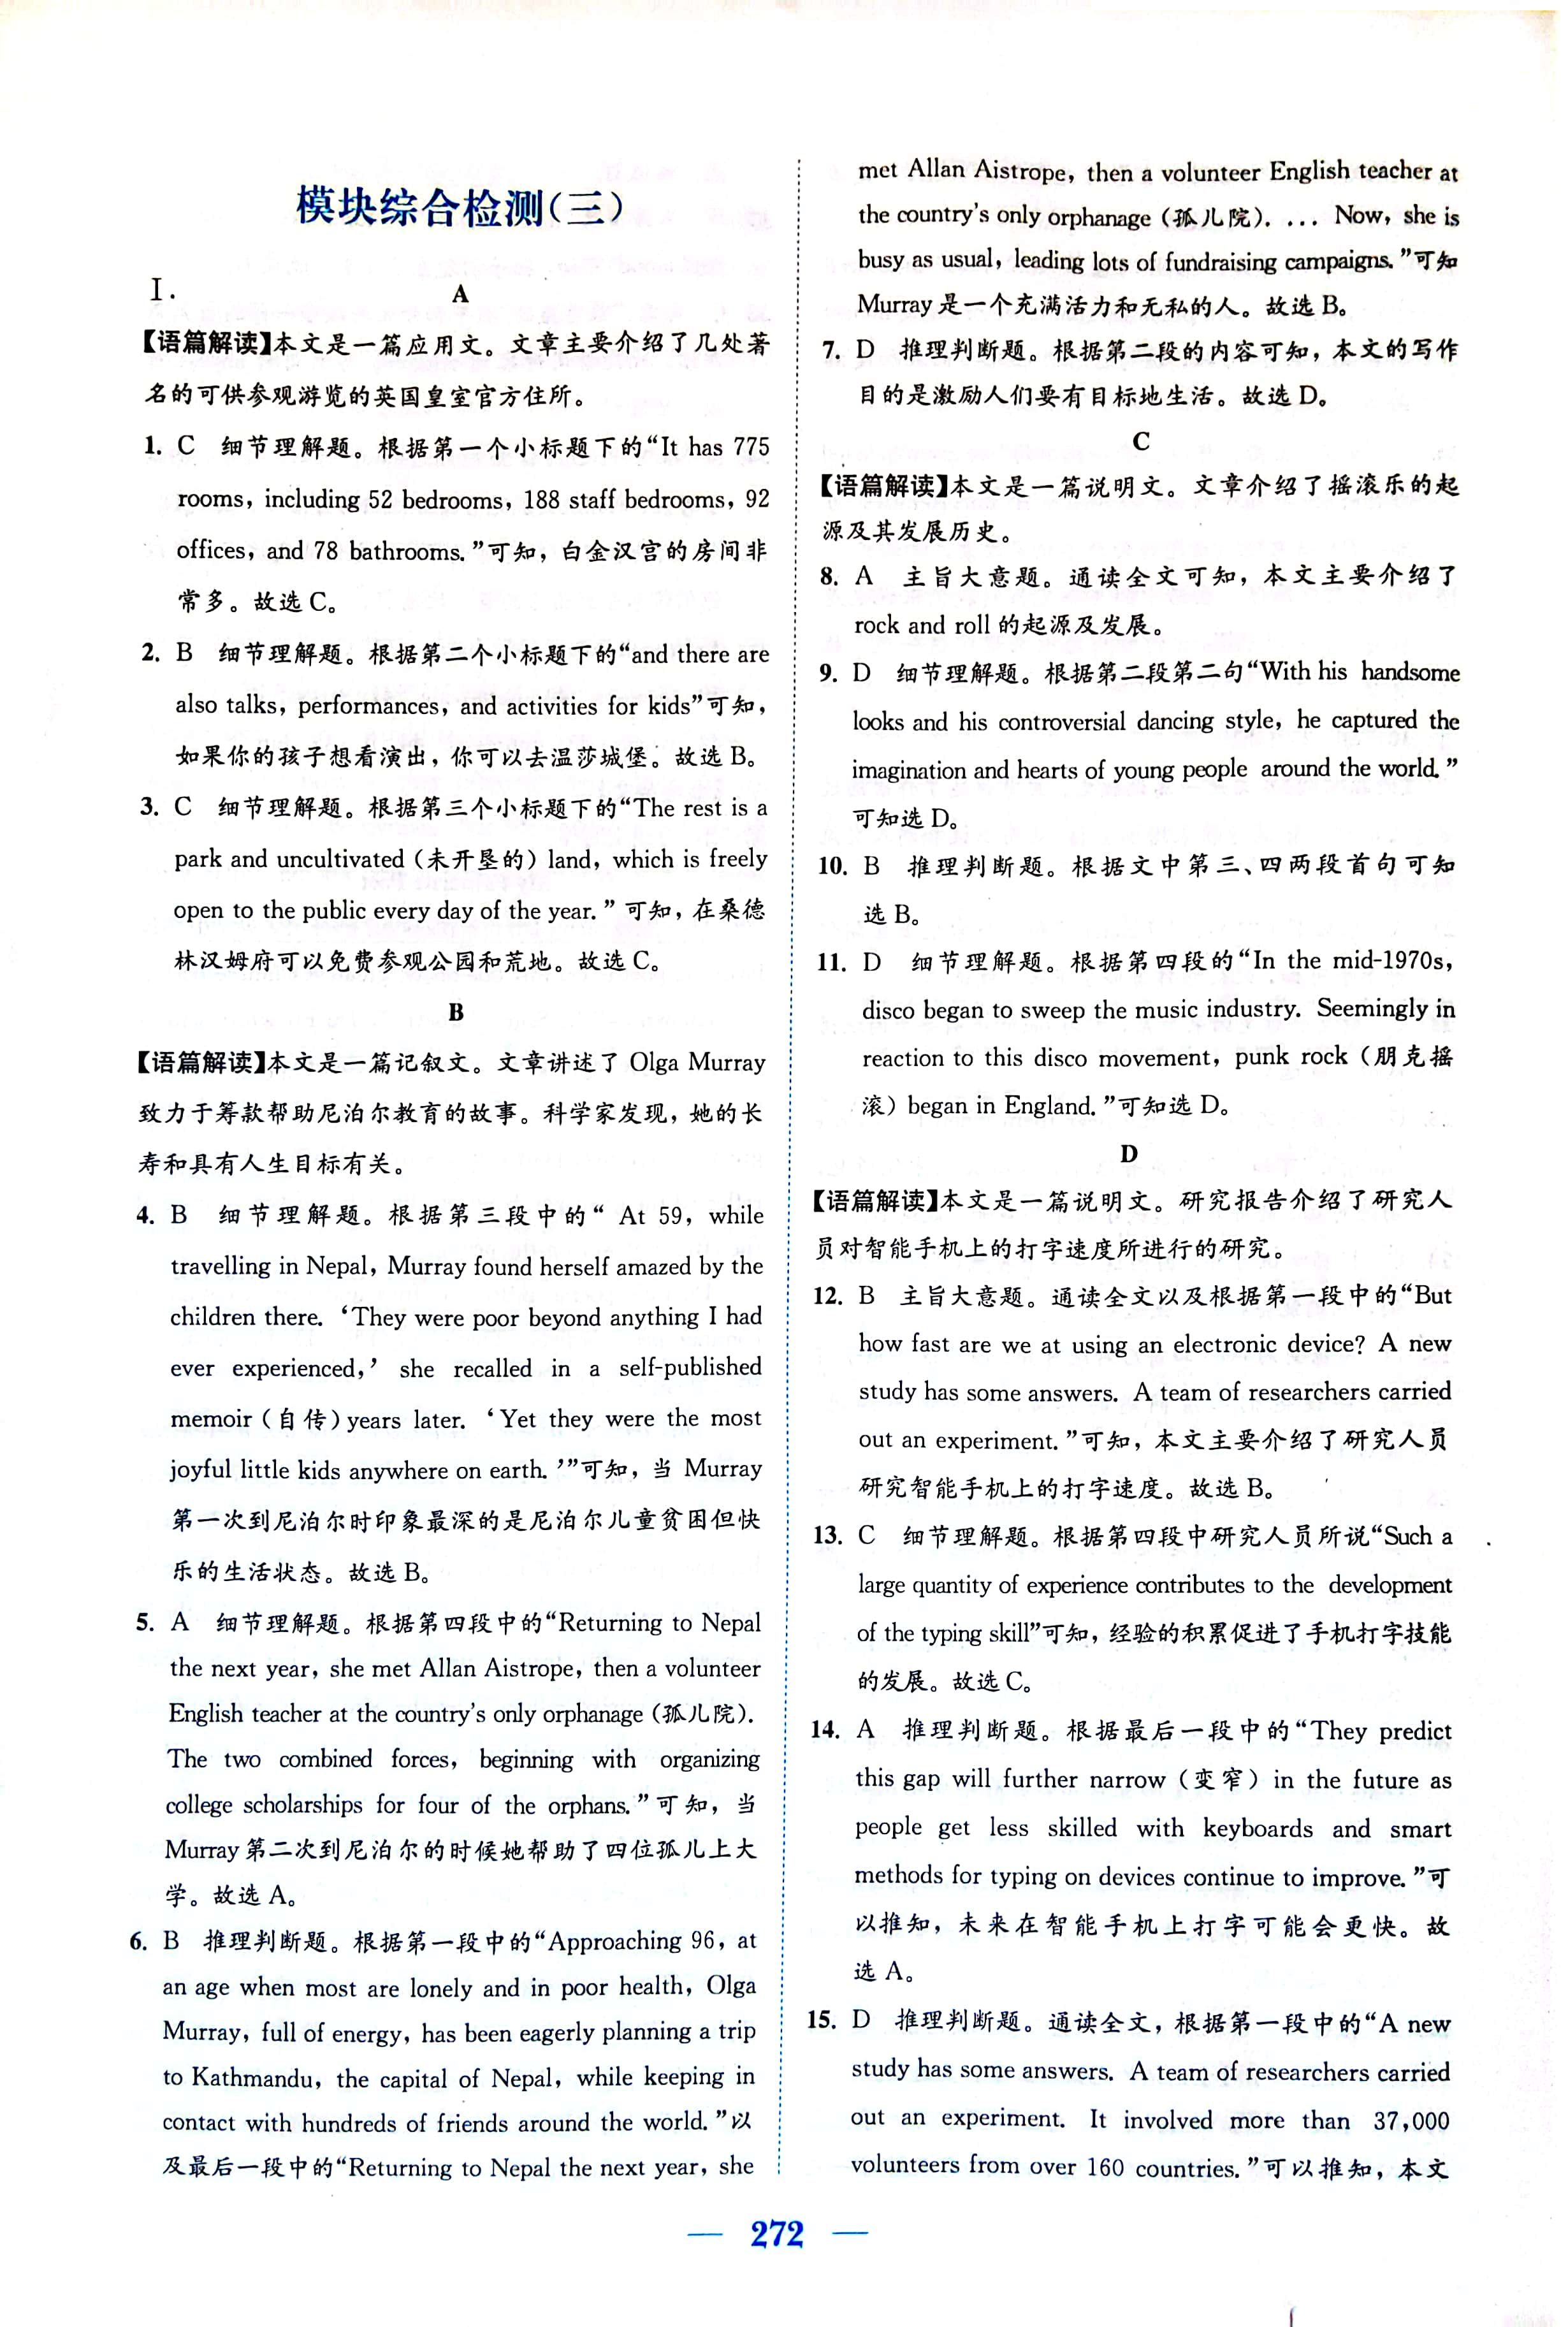 模块综合检测(三)
Ⅰ.
A
【语篇解读】本文是一篇应用文。文章主要介绍了几处著
名的可供参观游览的英国皇室官方住所。
1. C 细节理解题。根据第一个小标题下的“It has 775
rooms, including 52 bedrooms, 188 staff bedrooms, 92
offices, and 78 bathrooms.”可知，白金汉宫的房间非
常多。故选 C。
2. B 细节理解题。根据第二个小标题下的“and there are
also talks, performances, and activities for kids”可知，
如果你的孩子想看演出，你可以去温莎城堡。故选 B。
3. C 细节理解题。根据第三个小标题下的“The rest is a
park and uncultivated (未开垦的) land, which is freely
open to the public every day of the year.”可知，在桑德
林汉姆府可以免费参观公园和荒地。故选 C。
B
【语篇解读】本文是一篇记叙文。文章讲述了 Olga Murray
致力于筹款帮助尼泊尔教育的故事。科学家发现，她的长
寿和具有人生目标有关。
4. B 细节理解题。根据第三段中的“ At 59, while
travelling in Nepal, Murray found herself amazed by the
children there. ‘They were poor beyond anything I had
ever experienced,’ she recalled in a self-published
memoir (自传) years later. ‘Yet they were the most
joyful little kids anywhere on earth.’”可知，当 Murray
第一次到尼泊尔时印象最深的是尼泊尔儿童贫困但快
乐的生活状态。故选 B。
5. A 细节理解题。根据第四段中的“Returning to Nepal
the next year, she met Allan Aistrope, then a volunteer
English teacher at the country's only orphanage (孤儿院).
The two combined forces, beginning with organizing
college scholarships for four of the orphans.”可知，当
Murray 第二次到尼泊尔的时候她帮助了四位孤儿上大
学。故选 A。
6. B 推理判断题。根据第一段中的“Approaching 96, at
an age when most are lonely and in poor health, Olga
Murray, full of energy, has been eagerly planning a trip
to Kathmandu, the capital of Nepal, while keeping in
contact with hundreds of friends around the world.”以
及最后一段中的“Returning to Nepal the next year, she
met Allan Aistrope, then a volunteer English teacher at
the country's only orphanage (孤儿院). ... Now, she is
busy as usual, leading lots of fundraising campaigns.”可知
Murray 是一个充满活力和无私的人。故选 B。
7. D 推理判断题。根据第二段的内容可知，本文的写作
目的是激励人们要有目标地生活。故选 D。
C
【语篇解读】本文是一篇说明文。文章介绍了摇滚乐的起
源及其发展历史。
8. A 主旨大意题。通读全文可知，本文主要介绍了
rock and roll 的起源及发展。
9. D 细节理解题。根据第二段第二句“With his handsome
looks and his controversial dancing style, he captured the
imagination and hearts of young people around the world.”
可知选 D。
10. B 推理判断题。根据文中第三、四两段首句可知
选 B。
11. D 细节理解题。根据第四段的“In the mid-1970s,
disco began to sweep the music industry. Seemingly in
reaction to this disco movement, punk rock (朋克摇
滚) began in England.”可知选 D。
D
【语篇解读】本文是一篇说明文。研究报告介绍了研究人
员对智能手机上的打字速度所进行的研究。
12. B 主旨大意题。通读全文以及根据第一段中的“But
how fast are we at using an electronic device? A new
study has some answers. A team of researchers carried
out an experiment.”可知，本文主要介绍了研究人员
研究智能手机上的打字速度。故选 B。
13. C 细节理解题。根据第四段中研究人员所说“Such a
large quantity of experience contributes to the development
of the typing skill”可知，经验的积累促进了手机打字技能
的发展。故选 C。
14. A 推理判断题。根据最后一段中的“They predict
this gap will further narrow (变窄) in the future as
people get less skilled with keyboards and smart
methods for typing on devices continue to improve.”可
以推知，未来在智能手机上打字可能会更快。故
选 A。
15. D 推理判断题。通读全文，根据第一段中的“A new
study has some answers. A team of researchers carried
out an experiment. It involved more than 37,000
volunteers from over 160 countries.”可以推知，本文
— 272 —